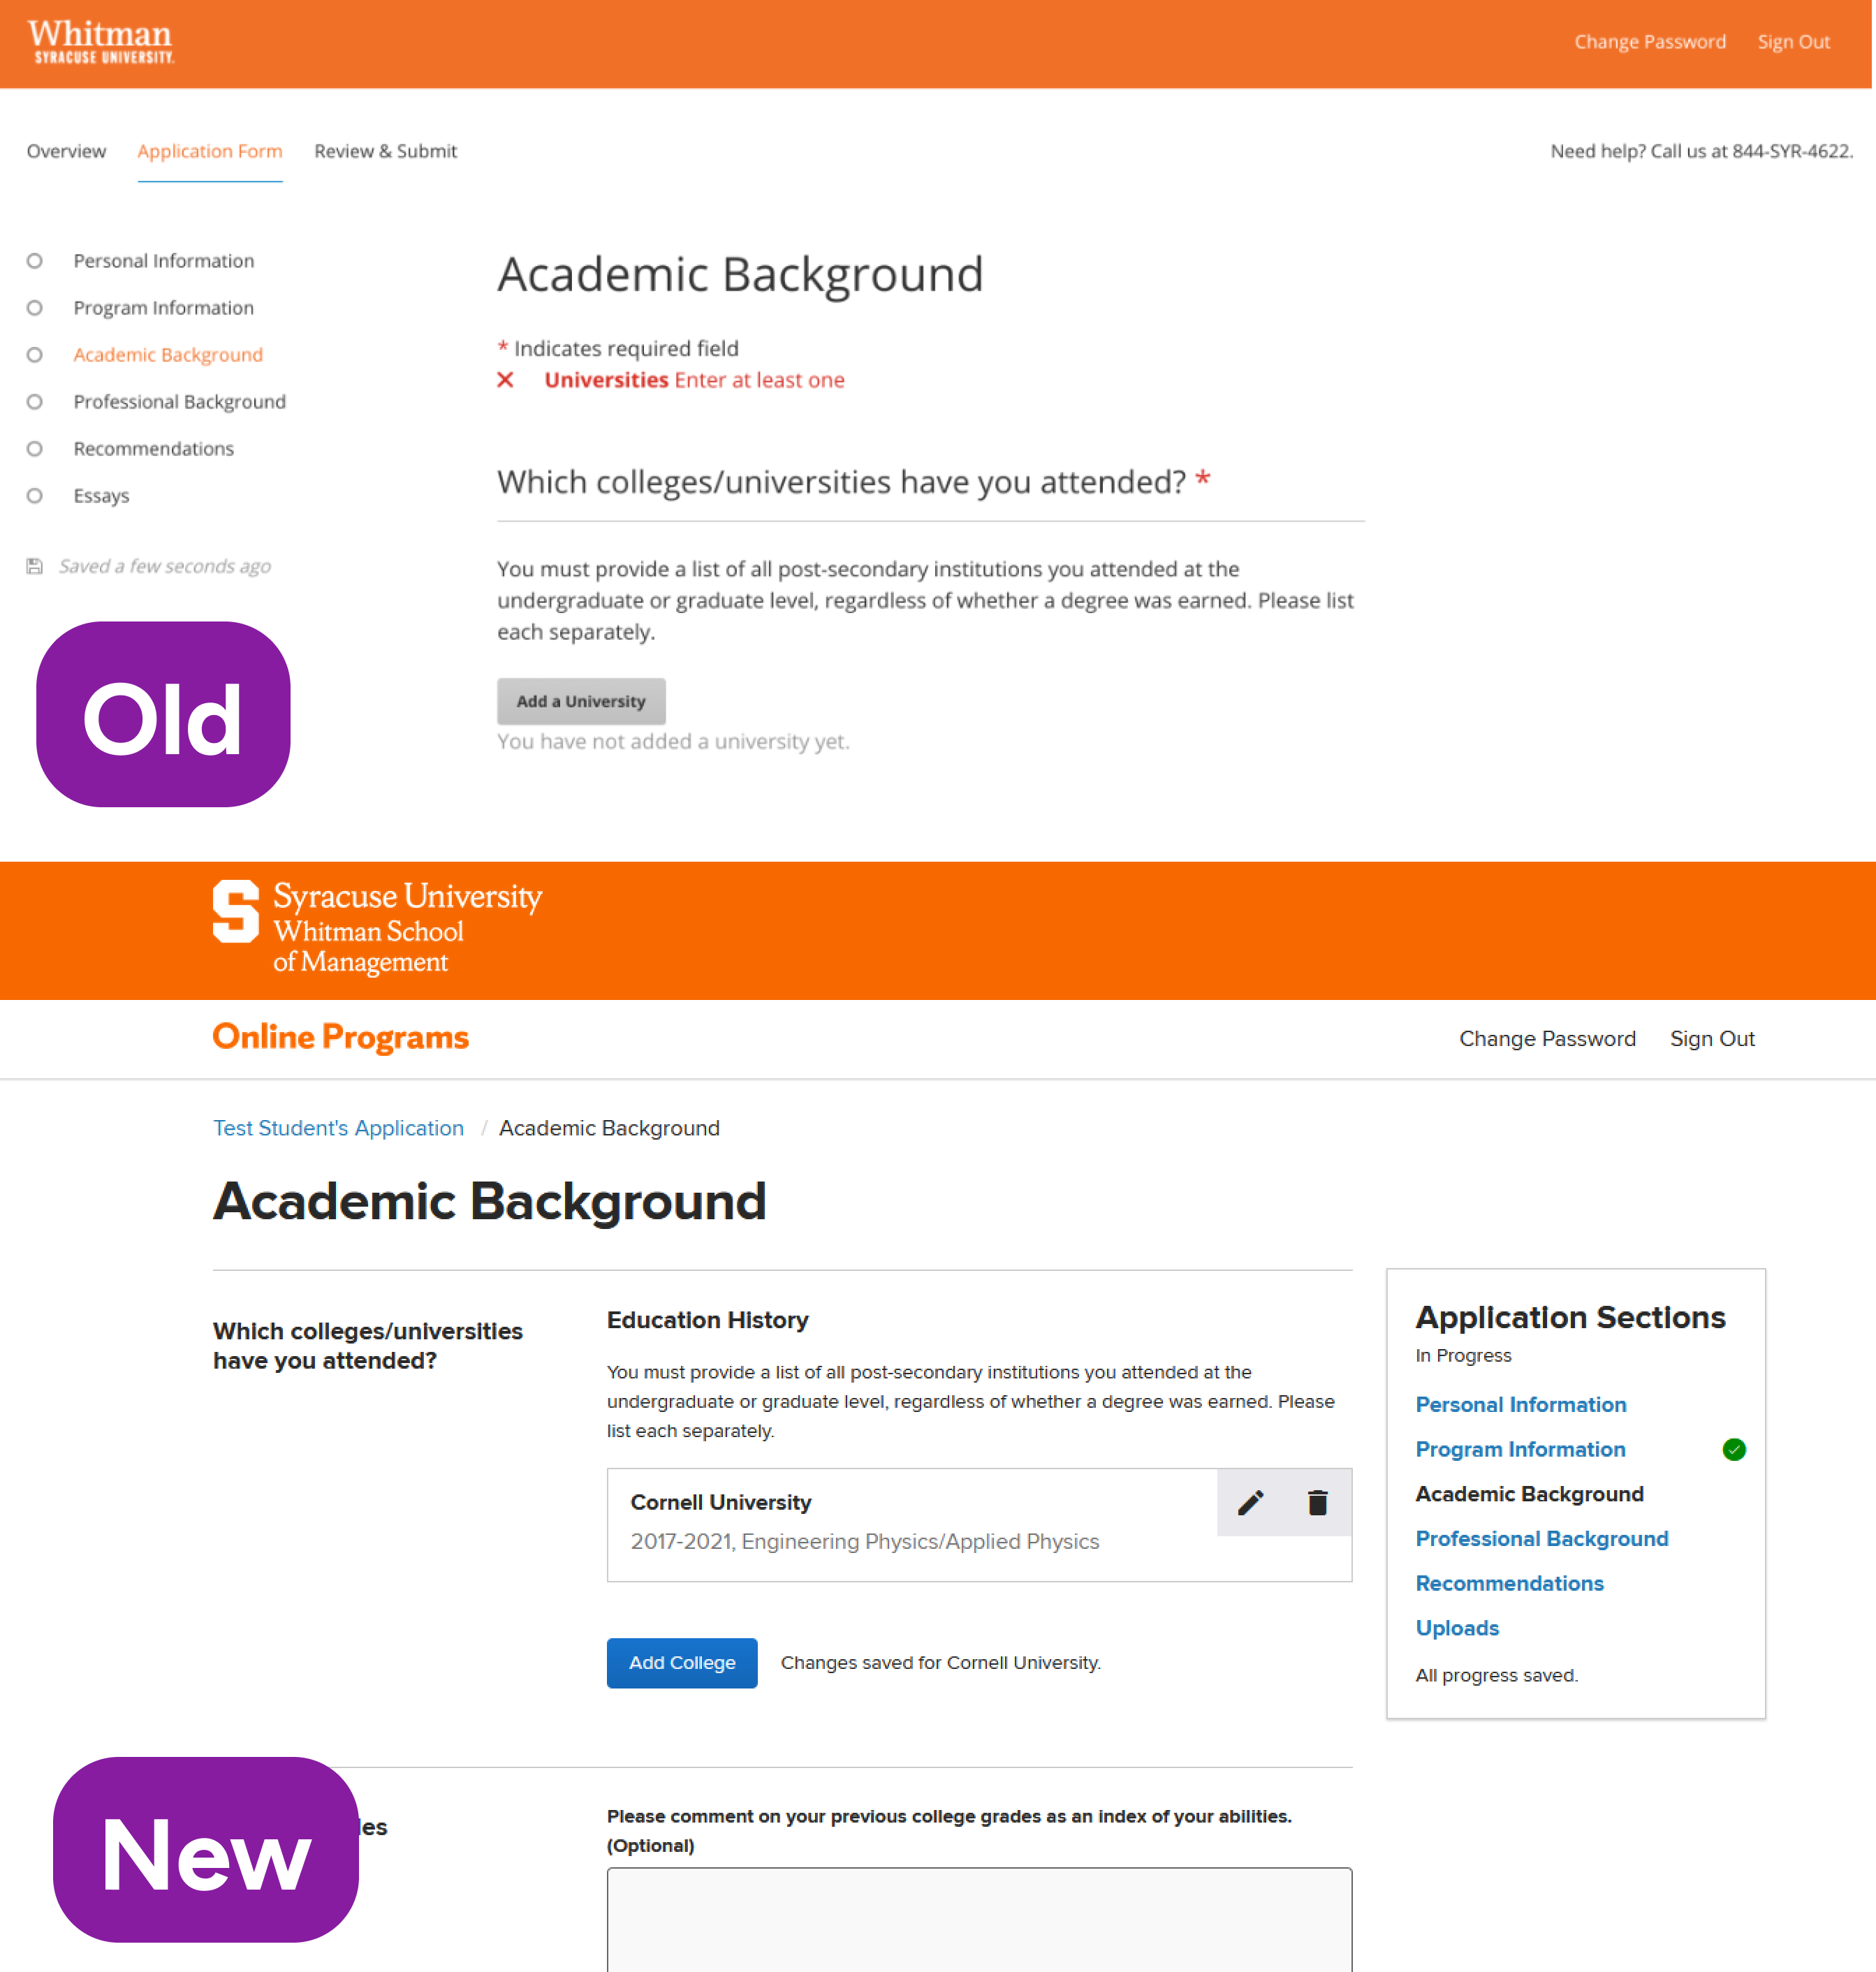 Whitman
SYRACUSE UNIVERSITY.
Change Password
Sign Out
Overview
Application Form
Review & Submit
Need help? Call us at 844-SYR-4622.
Personal Information
Program Information
Academic Background
Professional Background
Recommendations
Essays
Saved a few seconds ago
Old
Academic Background
* Indicates required field
Universities Enter at least one
Which colleges/universities have you attended? *
You must provide a list of all post-secondary institutions you attended at the
undergraduate or graduate level, regardless of whether a degree was earned. Please list
each separately.
Add a University
You have not added a university yet.
S
Syracuse University
Whitman School
of Management
Online Programs
Change Password
Sign Out
Test Student's Application / Academic Background
Academic Background
Which colleges/universities
have you attended?
Education History
You must provide a list of all post-secondary institutions you attended at the
undergraduate or graduate level, regardless of whether a degree was earned. Please
list each separately.
Cornell University
2017-2021, Engineering Physics/Applied Physics
Add College
Changes saved for Cornell University.
Application Sections
In Progress
Personal Information
Program Information
Academic Background
Professional Background
Recommendations
Uploads
All progress saved.
New
Please comment on your previous college grades as an index of your abilities.
(Optional)